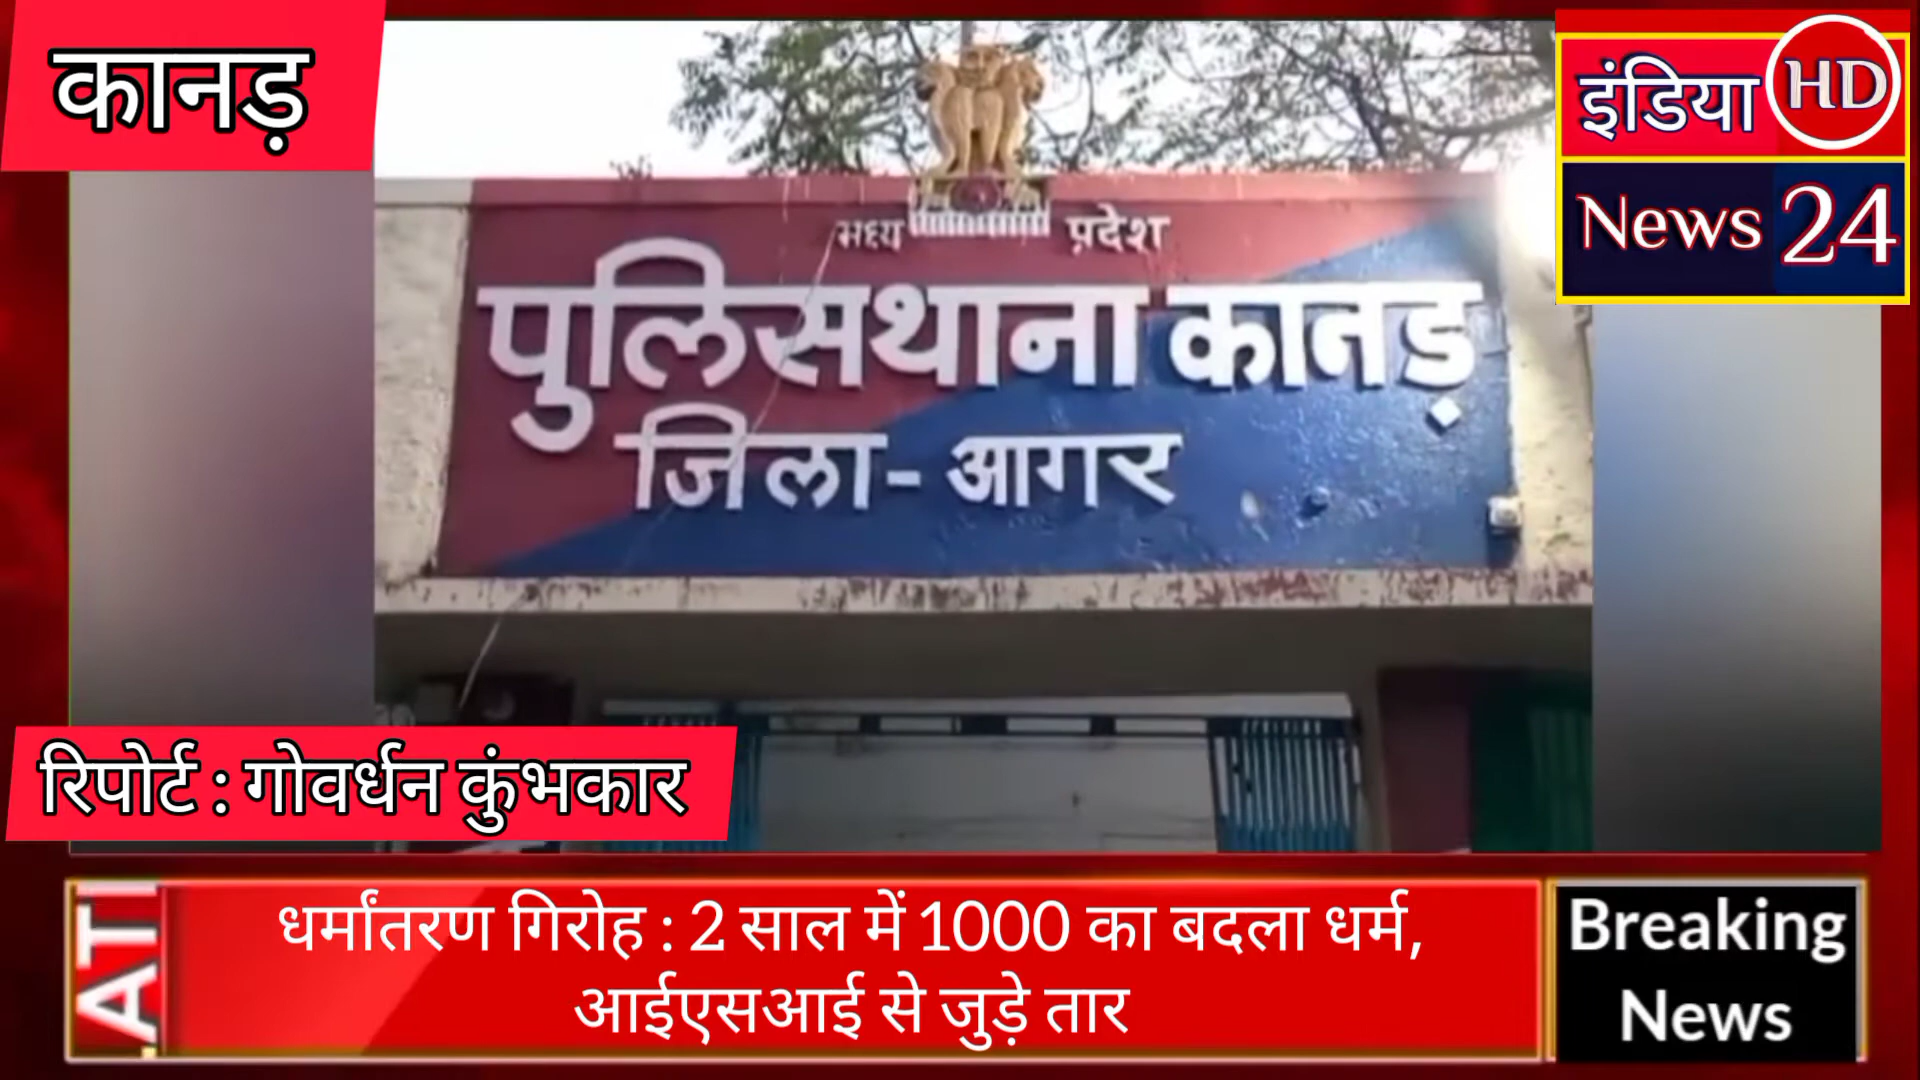 कानड़
इंडिया HD
News 24
मध्य प्रदेश
पुलिस थाना कानड़
जिला - आगर
रिपोर्ट : गोवर्धन कुंभकार
धर्मांतरण गिरोह : 2 साल में 1000 का बदला धर्म,
आईएसआई से जुड़े तार
Breaking
News